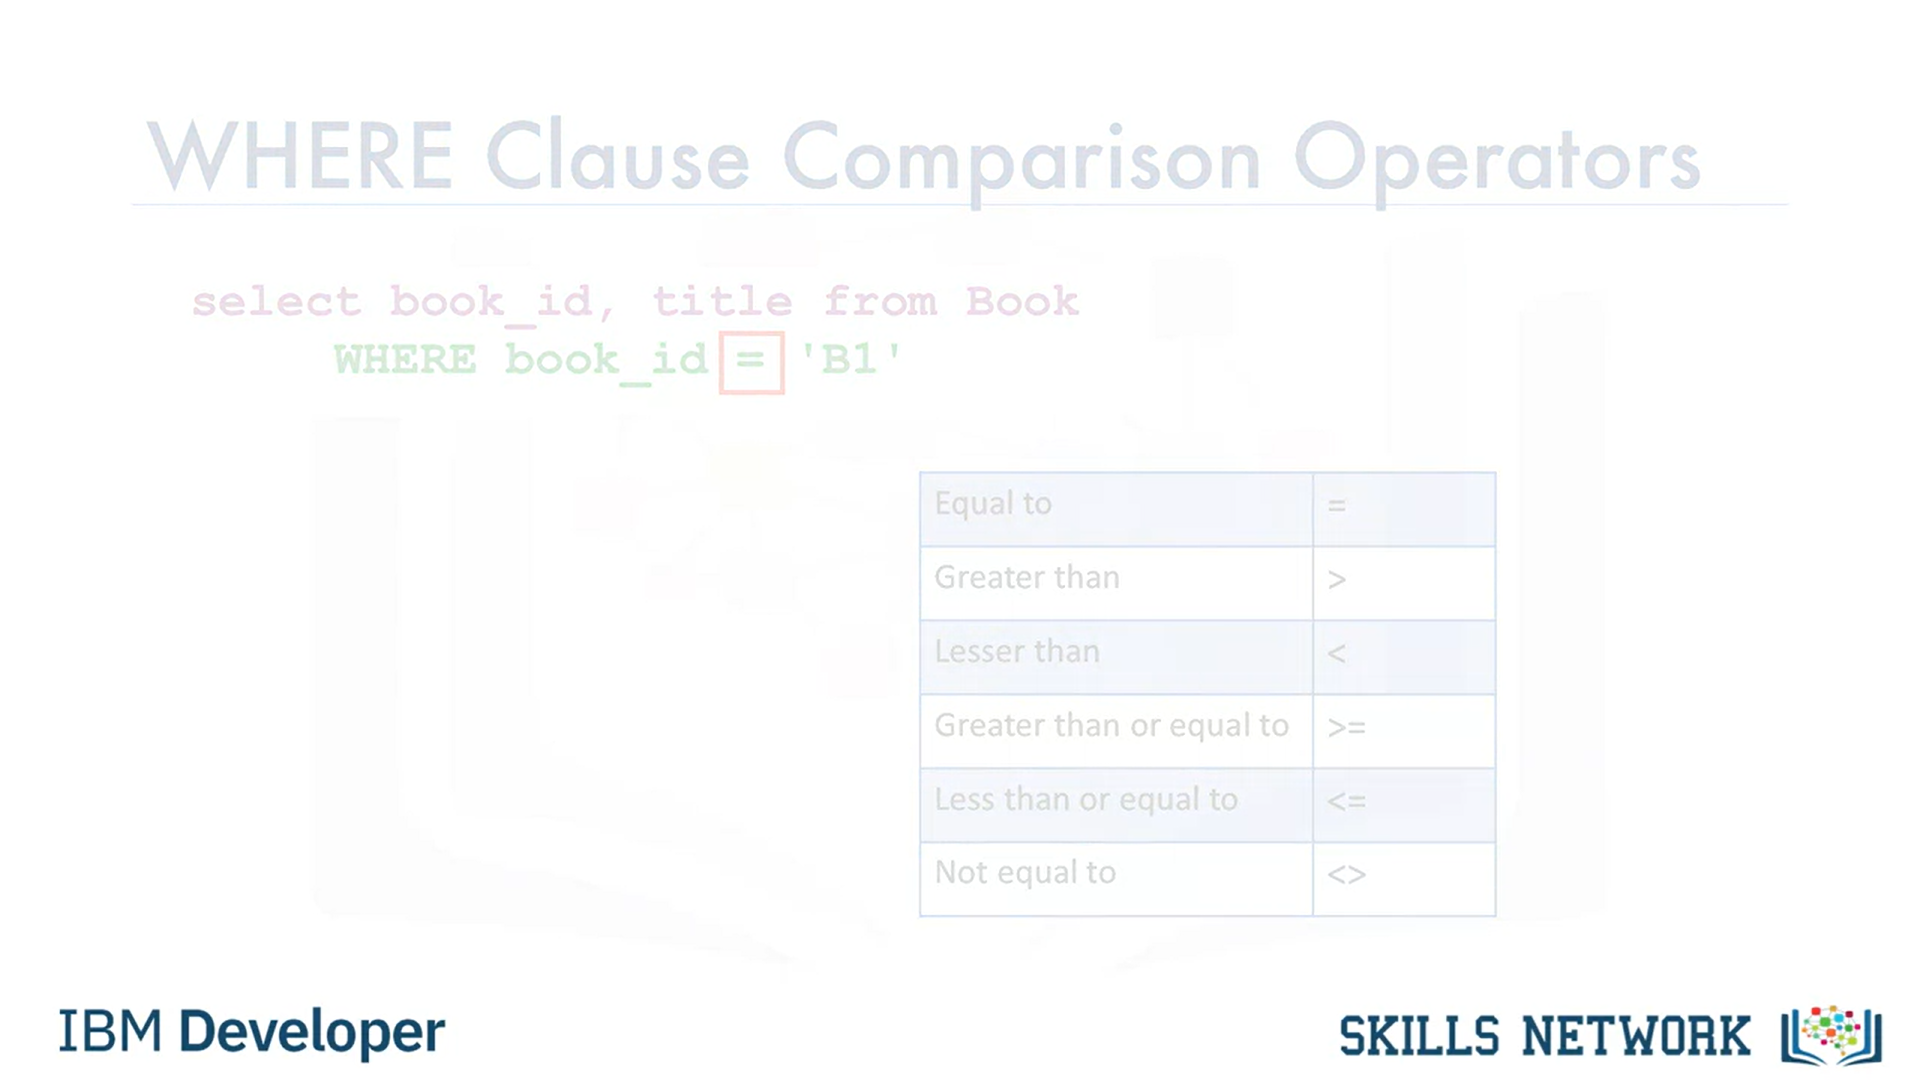 WHERE Clause Comparison Operators
select book_id, title from Book
WHERE book_id = 'B1'
Equal to =
Greater than >
Lesser than <
Greater than or equal to >=
Less than or equal to <=
Not equal to <>
IBM Developer
SKILLS NETWORK